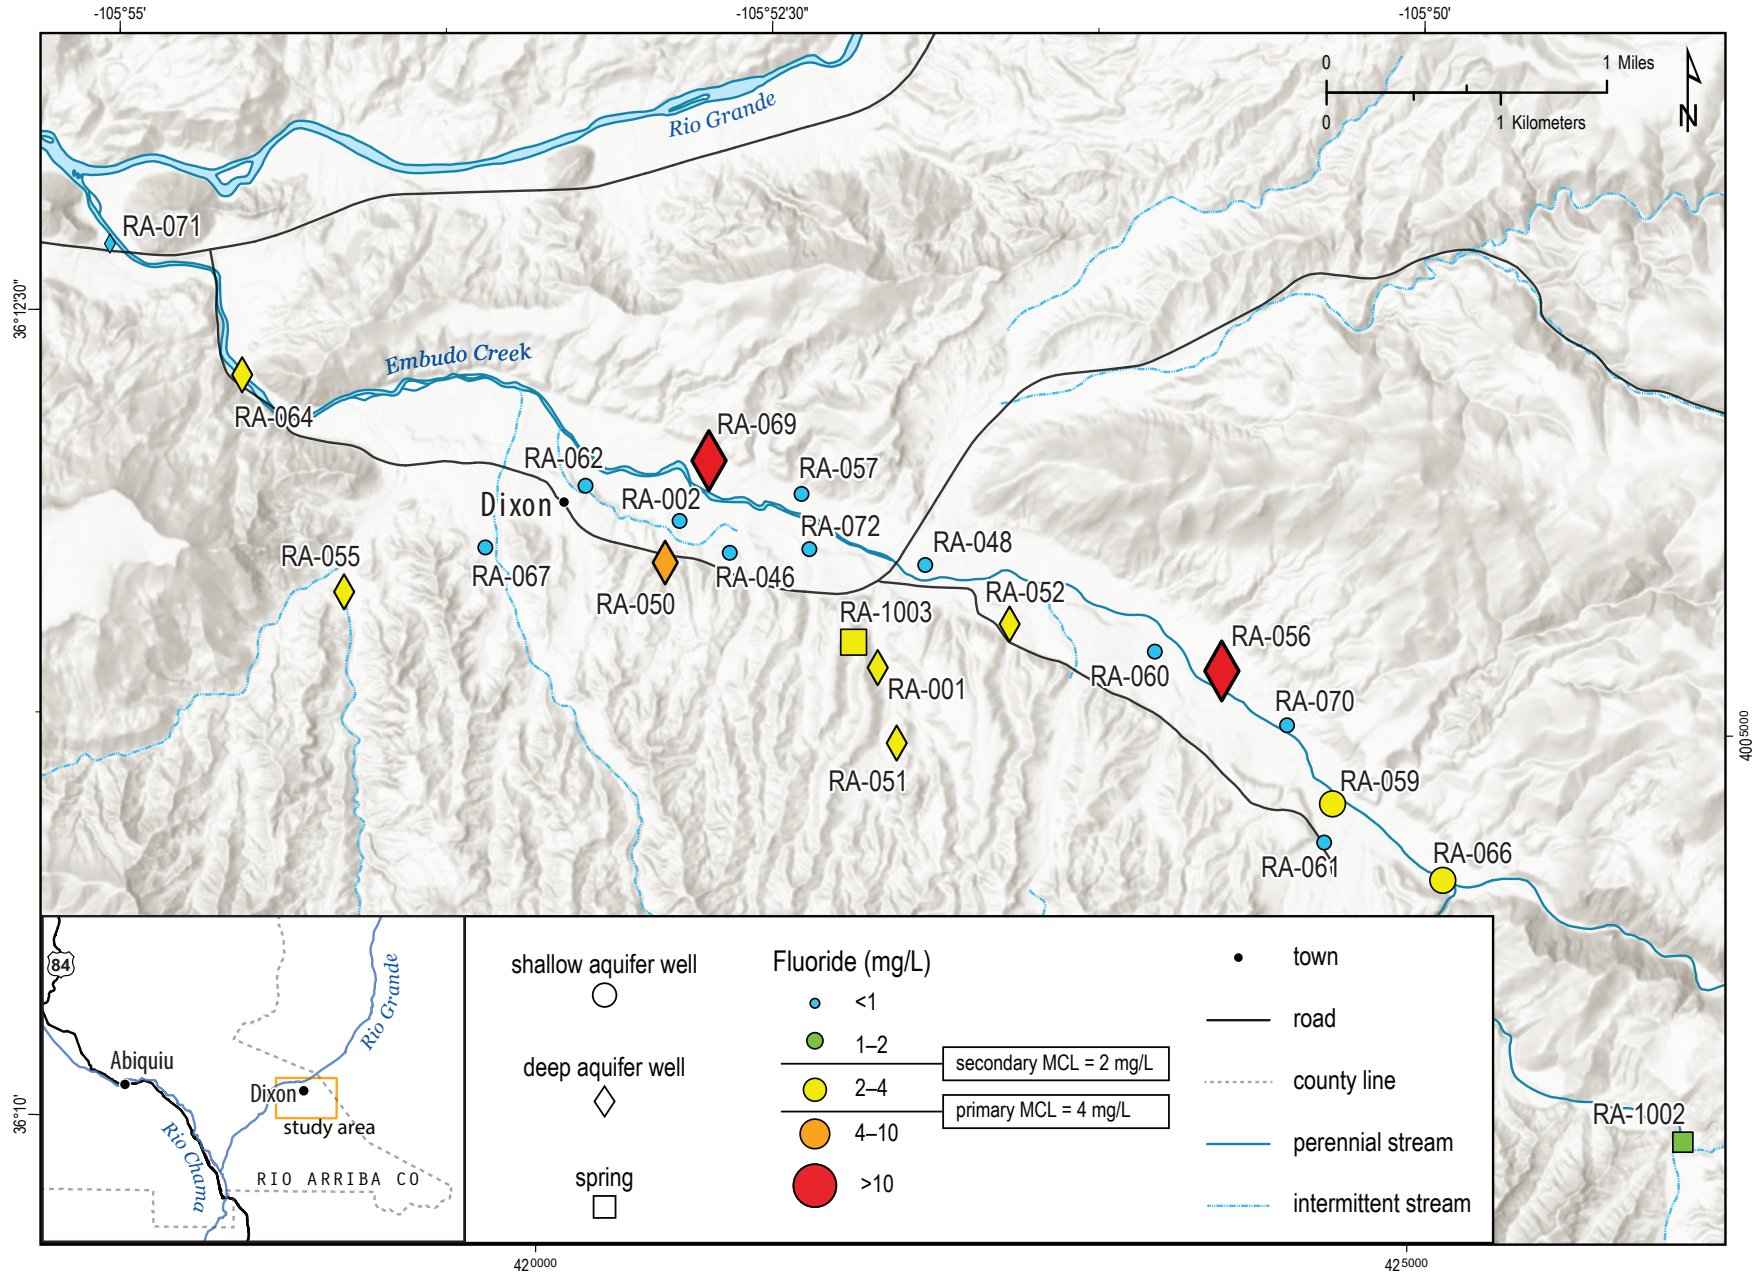 -105°55'
-105°52'30"
-105°50'
0
1 Miles
0
1 Kilometers
N
Rio Grande
RA-071
36°12'30"
Embudo Creek
RA-064
RA-069
RA-062
RA-057
Dixon
RA-002
RA-072
RA-048
RA-055
RA-067
RA-046
RA-050
RA-052
RA-1003
RA-056
RA-060
RA-001
RA-070
4005000
RA-051
RA-059
RA-061
RA-066
84
Rio Grande
Abiquiu
Dixon
study area
Rio Chama
RIO ARRIBA CO
shallow aquifer well
deep aquifer well
spring
Fluoride (mg/L)
<1
1–2
secondary MCL = 2 mg/L
2–4
primary MCL = 4 mg/L
4–10
>10
town
road
county line
perennial stream
intermittent stream
36°10'
RA-1002
420000
425000